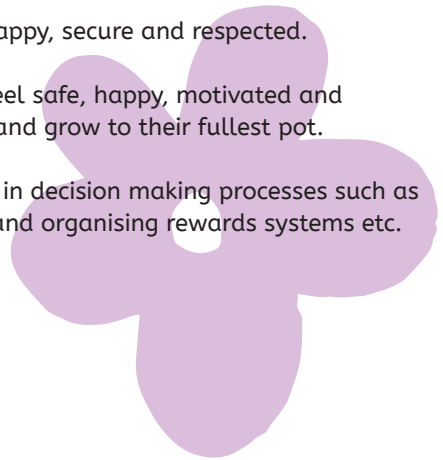 appy, secure and respected.
eel safe, happy, motivated and
and grow to their fullest pot.
in decision making processes such as
and organising rewards systems etc.